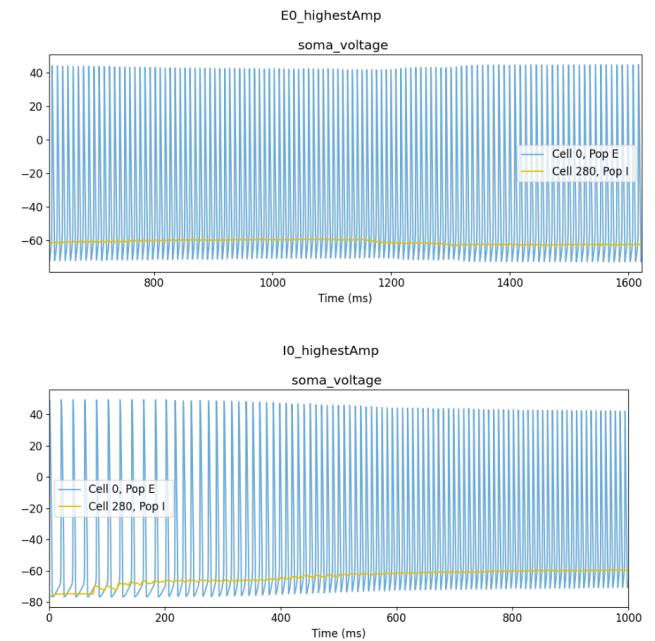 E0_highestAmp
soma_voltage
40
20
0
−20
−40
−60
Cell 0, Pop E
Cell 280, Pop I
800
1000
1200
1400
1600
Time (ms)
I0_highestAmp
soma_voltage
40
20
0
−20
−40
−60
−80
Cell 0, Pop E
Cell 280, Pop I
0
200
400
600
800
1000
Time (ms)